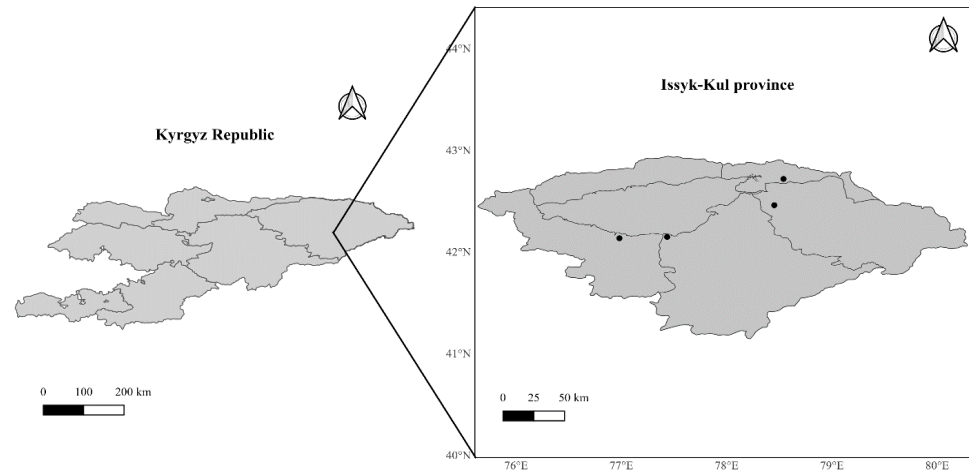 Kyrgyz Republic
0 100 200 km
Issyk-Kul province
44°N
43°N
42°N
41°N
40°N
0 25 50 km
76°E 77°E 78°E 79°E 80°E